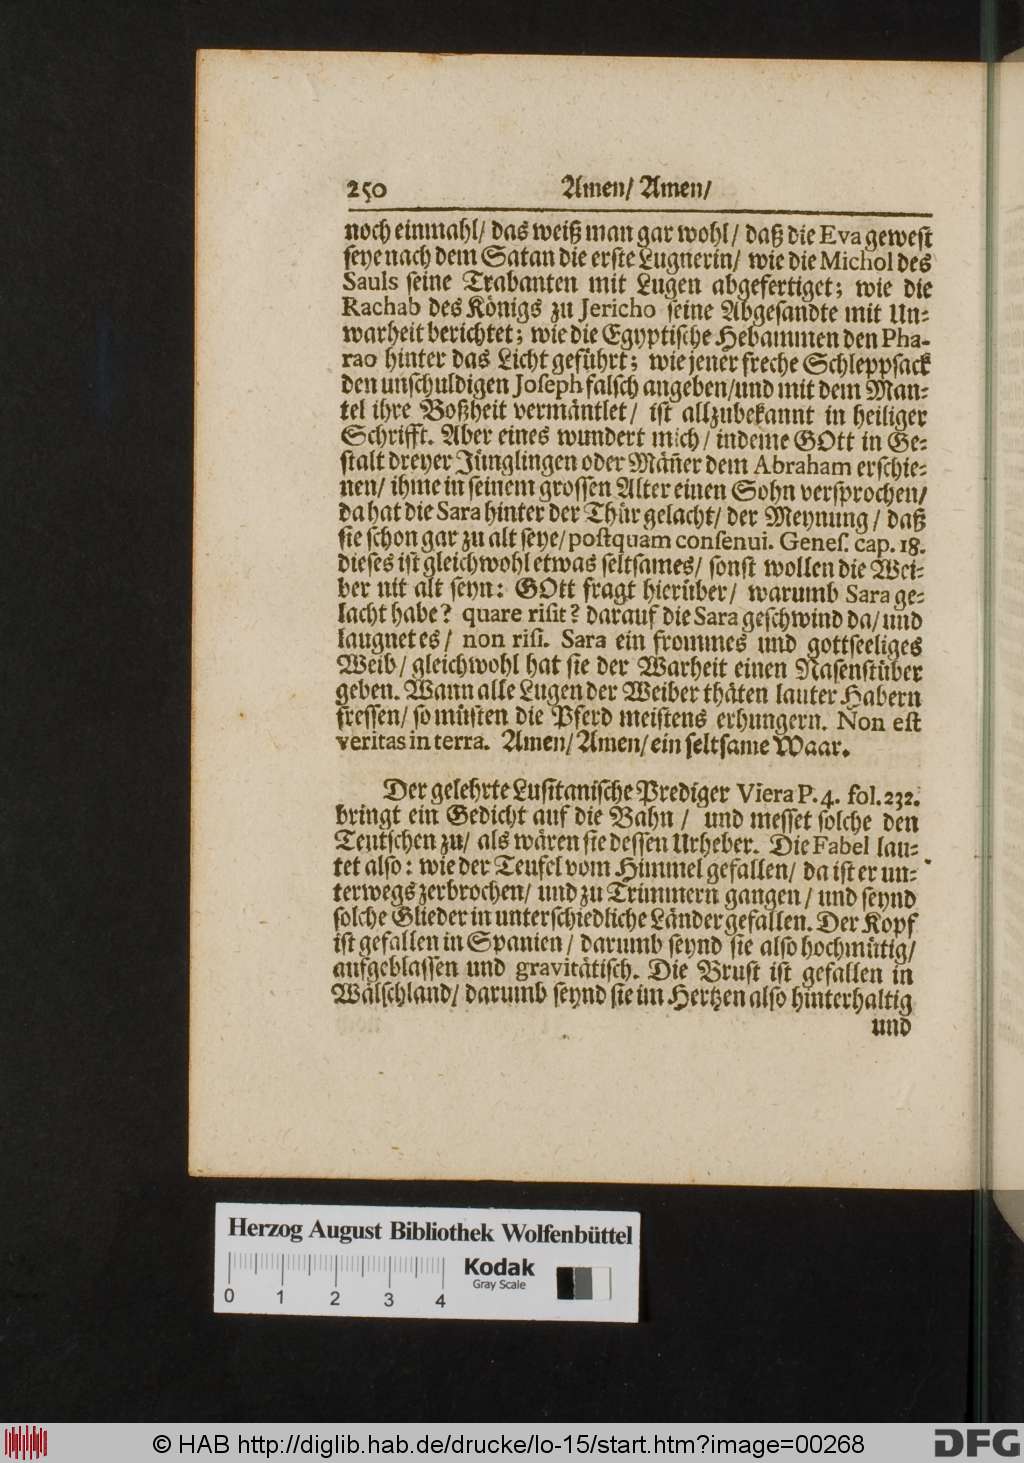 250 Amen/ Amen/
noch einmahl/ das weiß man gar wohl/ daß die Eva gewest
seye nach dem Satan die erste Lugnerin/ wie die Michol des
Sauls seine Trabanten mit Lugen abgefertiget; wie die
Rachab des Königs zu Jericho seine Abgesandte mit Un-
warheit berichtet; wie die Egyptische Hebammen den Pha-
rao hinter das Licht geführt; wie jener freche Schleppsack
den unschuldigen Joseph falsch angeben/und mit dem Man-
tel ihre Boßheit vermäntlet/ ist allzubekannt in heiliger
Schrifft. Aber eines wundert mich/ indeme GOtt in Ge-
stalt dreyer Jünglingen oder Mäñer dem Abraham erschie-
nen/ ihme in seinem grossen Alter einen Sohn versprochen/
da hat die Sara hinter der Thür gelacht/ der Meynung/ daß
sie schon gar zu alt seye/postquam consenui. Genes. cap. 18.
dieses ist gleichwohl etwas seltsames/ sonst wollen die Wei-
ber nit alt seyn: GOtt fragt hierüber/ warumb Sara ge-
lacht habe? quare risit? darauf die Sara geschwind da/ und
laugnet es/ non risi. Sara ein frommes und gottseeliges
Weib/ gleichwohl hat sie der Warheit einen Nasenstüber
geben. Wann alle Lugen der Weiber thäten lauter Habern
fressen/ so müsten die Pferd meistens erhungern. Non est
veritas in terra. Amen/ Amen/ ein seltsame Waar.
Der gelehrte Lusitanische Prediger Viera P. 4. fol. 232.
bringt ein Gedicht auf die Bahn/ und messet solche den
Teutschen zu/ als wären sie dessen Urheber. Die Fabel lau-
tet also: wie der Teufel vom Himmel gefallen/ da ist er un-
terwegs zerbrochen/ und zu Trümmern gangen/ und seynd
solche Glieder in unterschiedliche Länder gefallen. Der Kopf
ist gefallen in Spanien/ darumb seynd sie also hochmütig/
aufgeblassen und gravitätisch. Die Brust ist gefallen in
Wälschland/ darumb seynd sie im Hertzen also hinterhaltig
und
Herzog August Bibliothek Wolfenbüttel
Kodak
Gray Scale
0 1 2 3 4
© HAB http://diglib.hab.de/drucke/lo-15/start.htm?image=00268
DFG